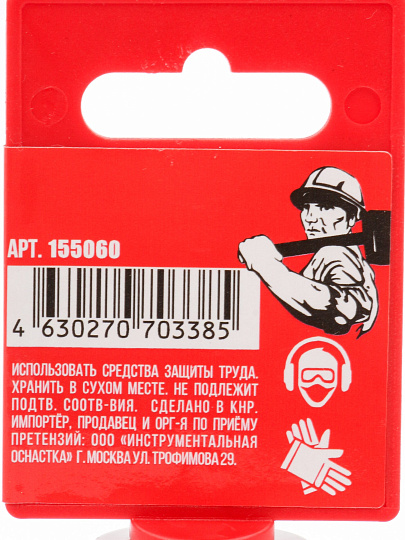 АРТ. 155060
4 630270 703385
ИСПОЛЬЗОВАТЬ СРЕДСТВА ЗАЩИТЫ ТРУДА.
ХРАНИТЬ В СУХОМ МЕСТЕ. НЕ ПОДЛЕЖИТ
ПОДТВ. СООТВ-ВИЯ. СДЕЛАНО В КНР.
ИМПОРТЁР, ПРОДАВЕЦ И ОРГ-Я ПО ПРИЁМУ
ПРЕТЕНЗИЙ: ООО «ИНСТРУМЕНТАЛЬНАЯ
ОСНАСТКА» Г. МОСКВА УЛ. ТРОФИМОВА 29.